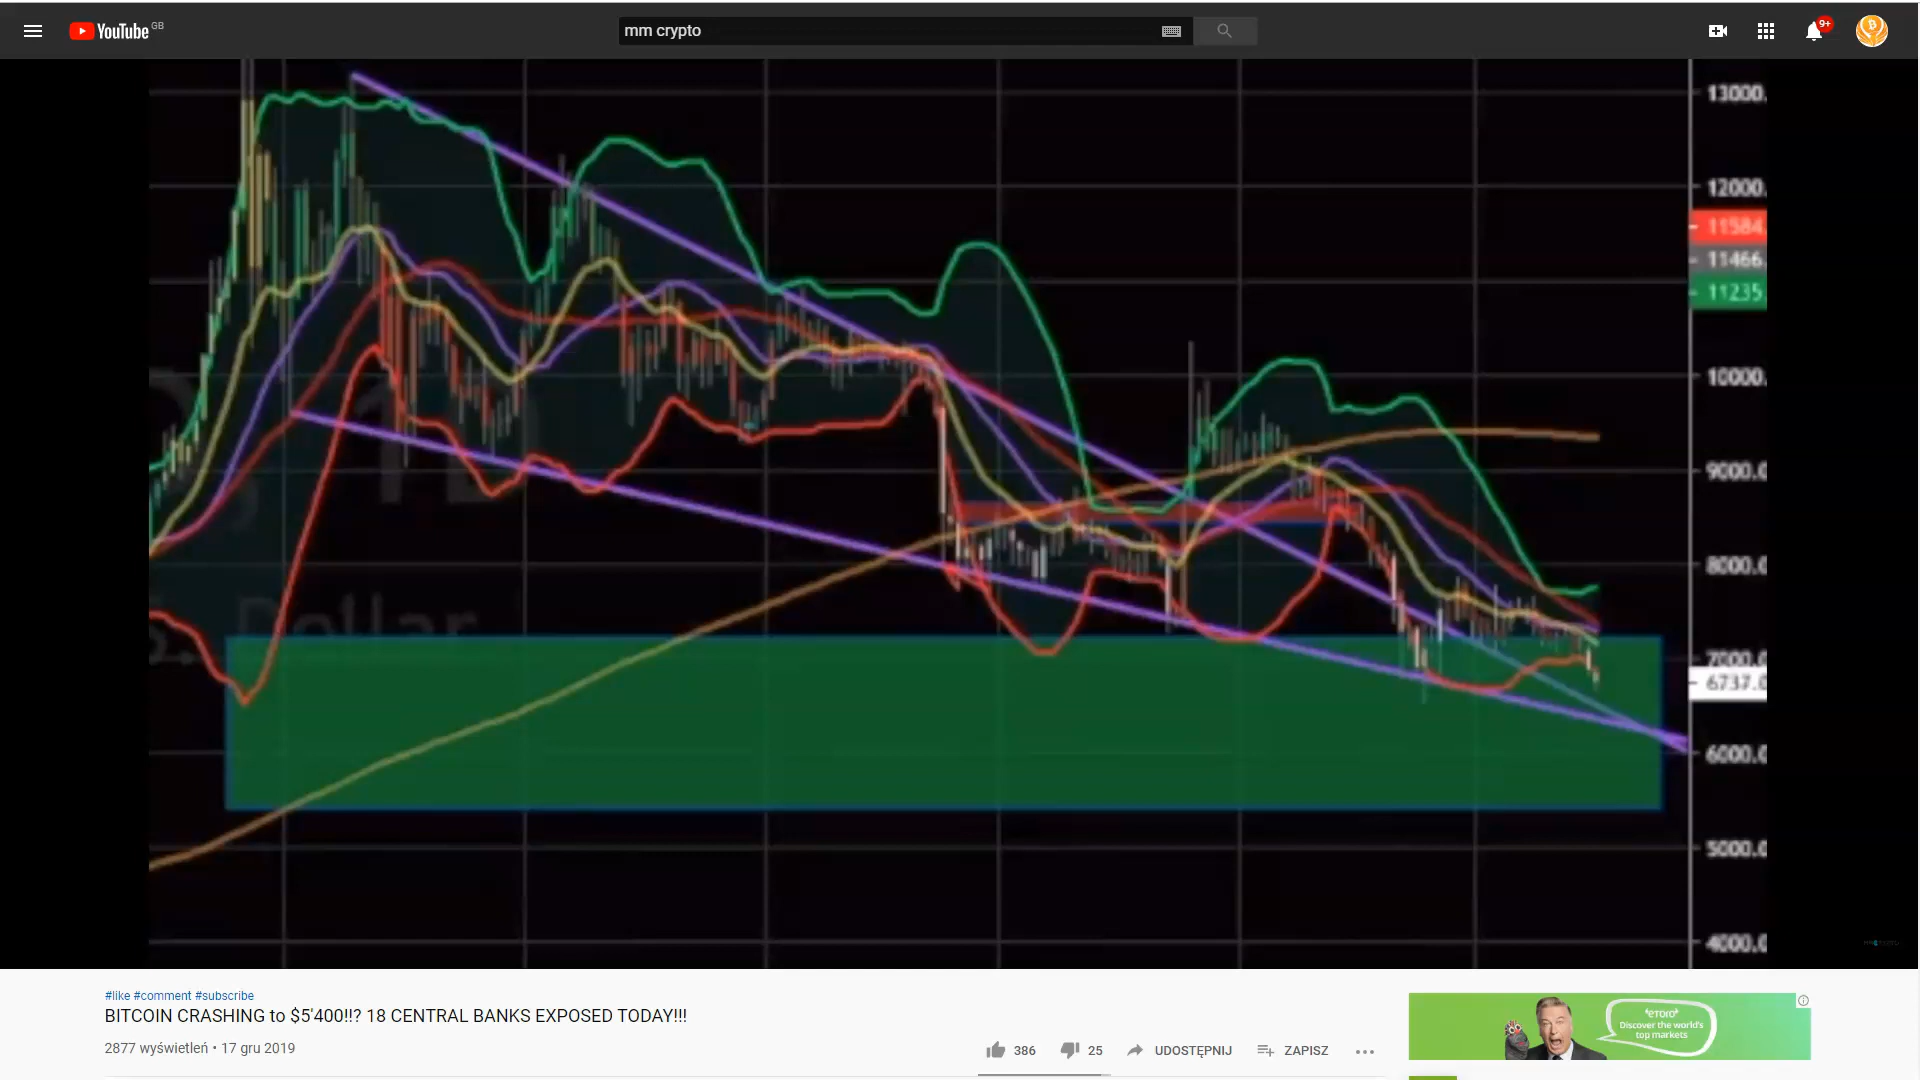 YouTube GB
mm crypto
9+
13000.
12000.
11584.
11466.
11235.
10000.
9000.0
8000.0
7000.0
6737.0
6000.0
5000.0
4000.0
1D
S. Dollar
#like #comment #subscribe
BITCOIN CRASHING to $5'400!!? 18 CENTRAL BANKS EXPOSED TODAY!!!
2877 wyświetleń • 17 gru 2019
386
25
UDOSTĘPNIJ
ZAPISZ
eTORO
Discover the world's
top markets